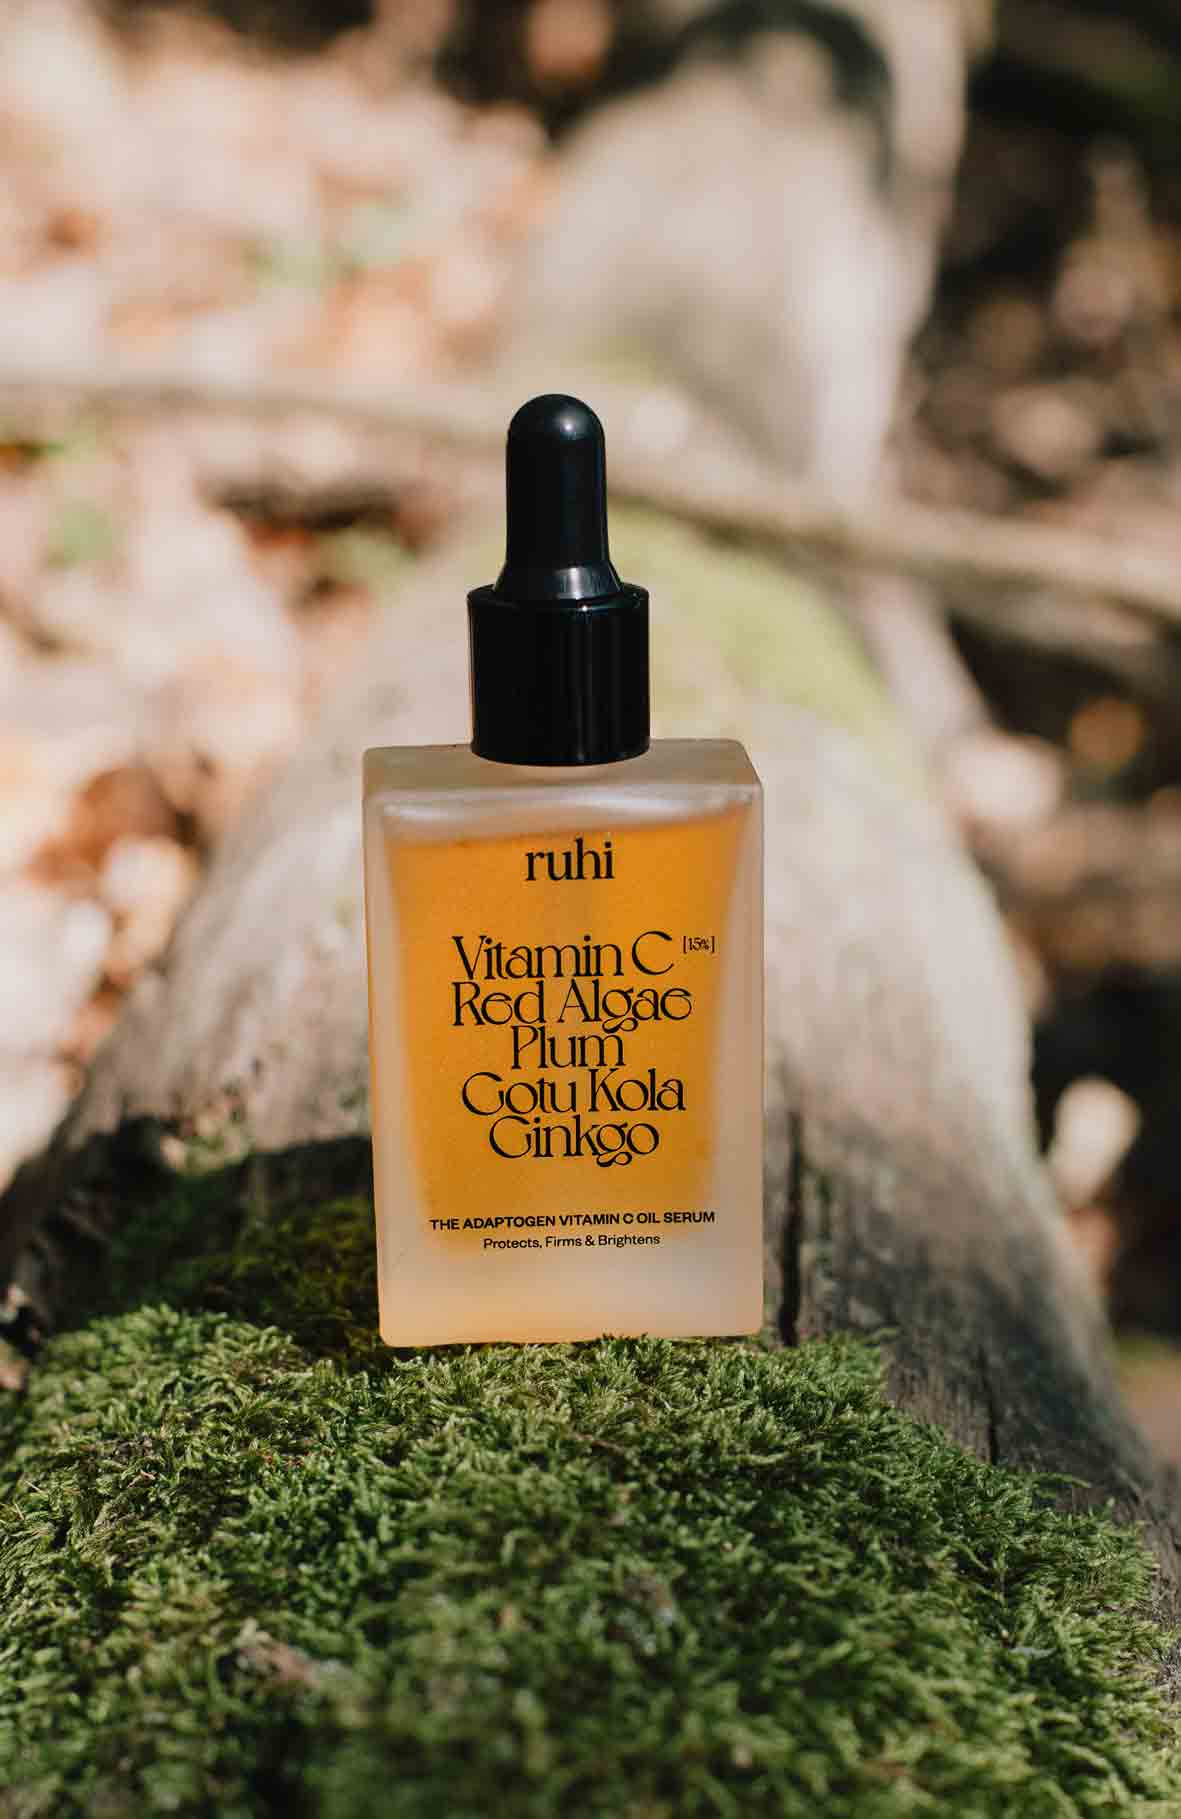 ruhi
Vitamin C [15%]
Red Algae
Plum
Gotu Kola
Ginkgo
THE ADAPTOGEN VITAMIN C OIL SERUM
Protects, Firms & Brightens